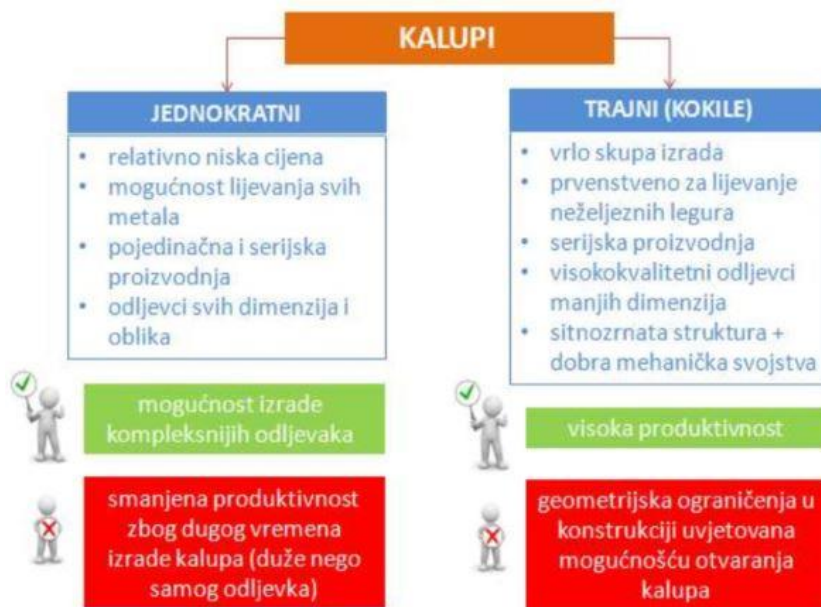 KALUPI
JEDNOKRATNI
• relativno niska cijena
• mogućnost lijevanja svih
metala
• pojedinačna i serijska
proizvodnja
• odljevci svih dimenzija i
oblika
mogućnost izrade
kompleksnijih odljevaka
smanjena produktivnost
zbog dugog vremena
izrade kalupa (duže nego
samog odljevka)
TRAJNI (KOKILE)
• vrlo skupa izrada
• prvenstveno za lijevanje
neželjeznih legura
• serijska proizvodnja
• visokokvalitetni odljevci
manjih dimenzija
• sitnozrnata struktura +
dobra mehanička svojstva
visoka produktivnost
geometrijska ograničenja u
konstrukciji uvjetovana
mogućnošću otvaranja
kalupa